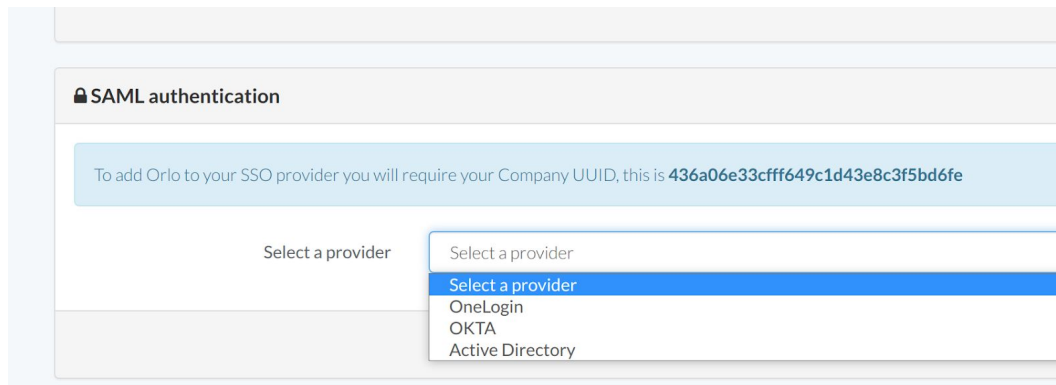 SAML authentication
To add Orlo to your SSO provider you will require your Company UUID, this is 436a06e33cfff649c1d43e8c3f5bd6fe
Select a provider
Select a provider
Select a provider
OneLogin
OKTA
Active Directory